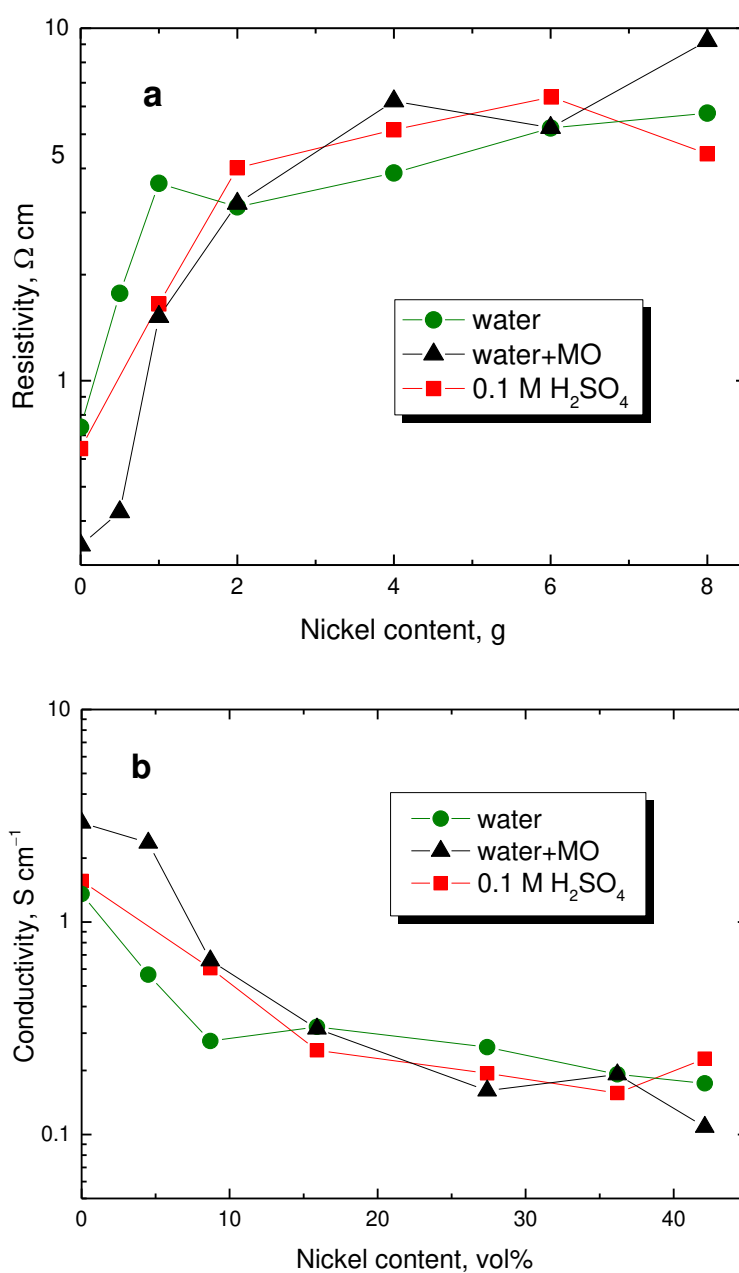 10
a
5
Resistivity, Ω cm
water
water+MO
0.1 M H₂SO₄
1
0 2 4 6 8
Nickel content, g
10
b
Conductivity, S cm⁻¹
water
water+MO
0.1 M H₂SO₄
1
0.1
0 10 20 30 40
Nickel content, vol%